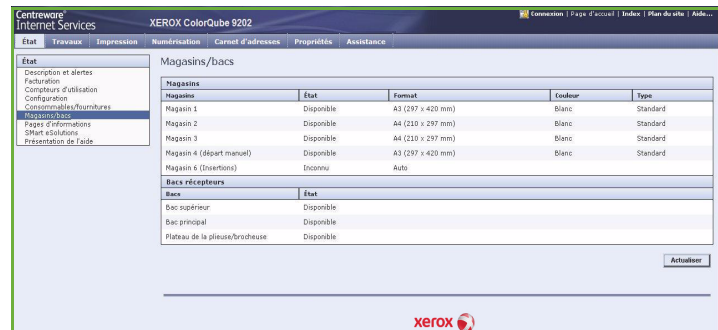 Centreware®
Internet Services
XEROX ColorQube 9202
Connexion | Page d'accueil | Index | Plan du site | Aide...
État Travaux Impression Numérisation Carnet d'adresses Propriétés Assistance
État
Description et alertes
Facturation
Compteurs d'utilisation
Configuration
Consommables/fournitures
Magasins/bacs
Pages d'informations
SMart eSolutions
Présentation de l'aide
Magasins/bacs
Magasins
Magasins État Format Couleur Type
Magasin 1 Disponible A3 (297 x 420 mm) Blanc Standard
Magasin 2 Disponible A4 (210 x 297 mm) Blanc Standard
Magasin 3 Disponible A4 (210 x 297 mm) Blanc Standard
Magasin 4 (départ manuel) Disponible A3 (297 x 420 mm) Blanc Standard
Magasin 6 (Insertions) Inconnu Auto
Bacs récepteurs
Bacs État
Bac supérieur Disponible
Bac principal Disponible
Plateau de la plieuse/brocheuse Disponible
Actualiser
xerox